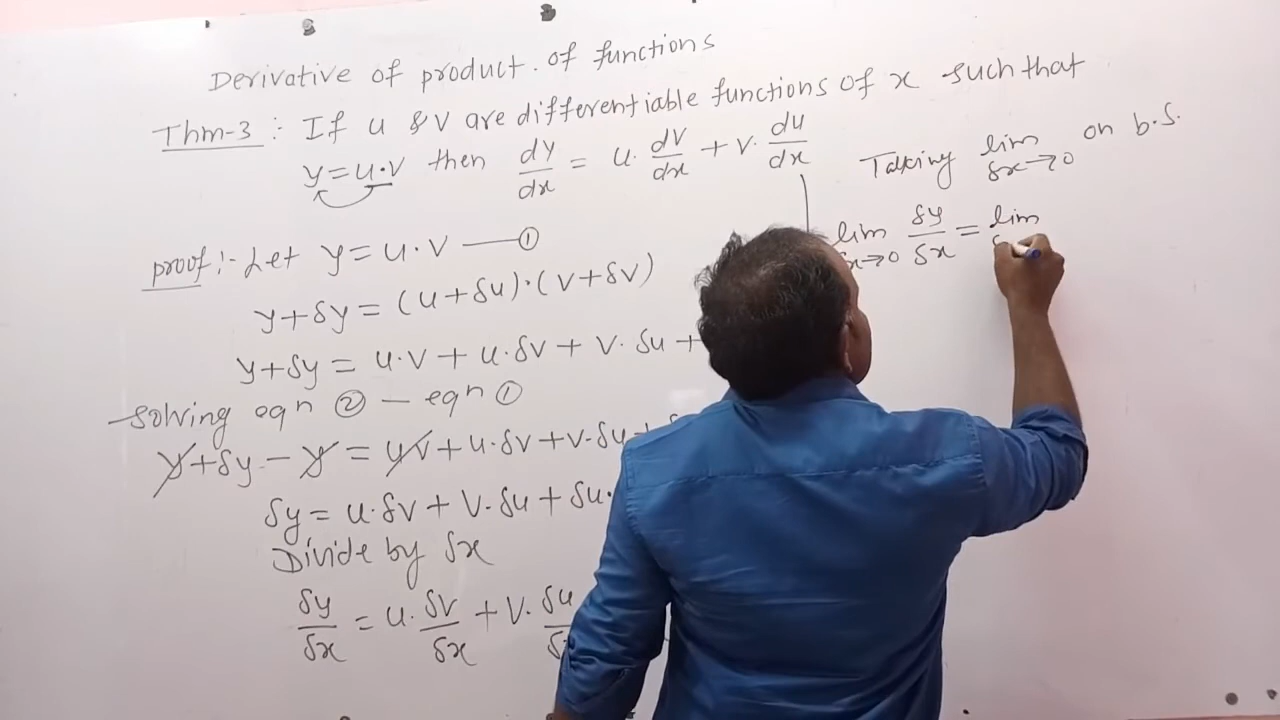 Derivative of product. of functions
Thm-3 : If u & v are differentiable functions of x such that
y = u·v then dy/dx = u· dv/dx + v· du/dx
proof:- Let y = u·v —— ①
y+δy = (u+δu)·(v+δv)
y+δy = u·v + u·δv + v·δu +
solving eqn ② – eqn ①
y+δy - y = uv + u·δv + v·δu +
δy = u·δv + v·δu + δu·
Divide by δx
δy/δx = u· δv/δx + v· δu/
Talking lim δx→0 on b.s.
lim δx→0 δy/δx = lim